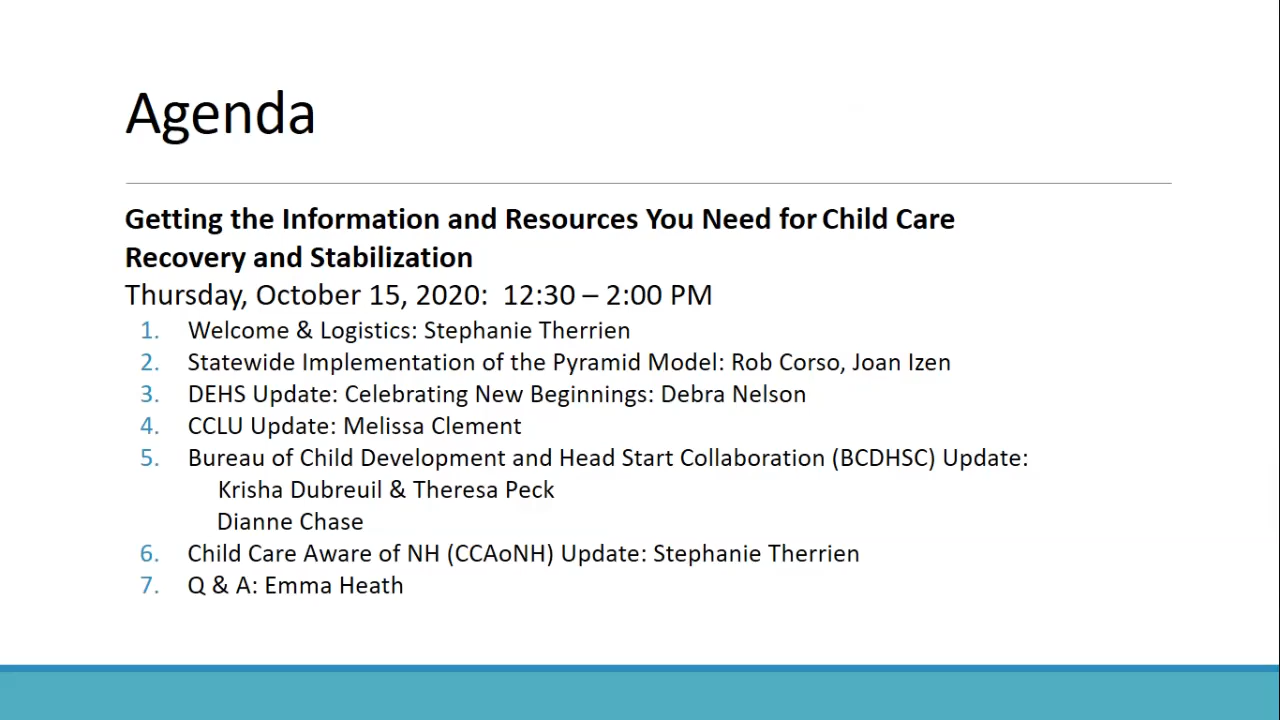 Agenda
Getting the Information and Resources You Need for Child Care
Recovery and Stabilization
Thursday, October 15, 2020:  12:30 – 2:00 PM
1. Welcome & Logistics: Stephanie Therrien
2. Statewide Implementation of the Pyramid Model: Rob Corso, Joan Izen
3. DEHS Update: Celebrating New Beginnings: Debra Nelson
4. CCLU Update: Melissa Clement
5. Bureau of Child Development and Head Start Collaboration (BCDHSC) Update:
Krisha Dubreuil & Theresa Peck
Dianne Chase
6. Child Care Aware of NH (CCAoNH) Update: Stephanie Therrien
7. Q & A: Emma Heath